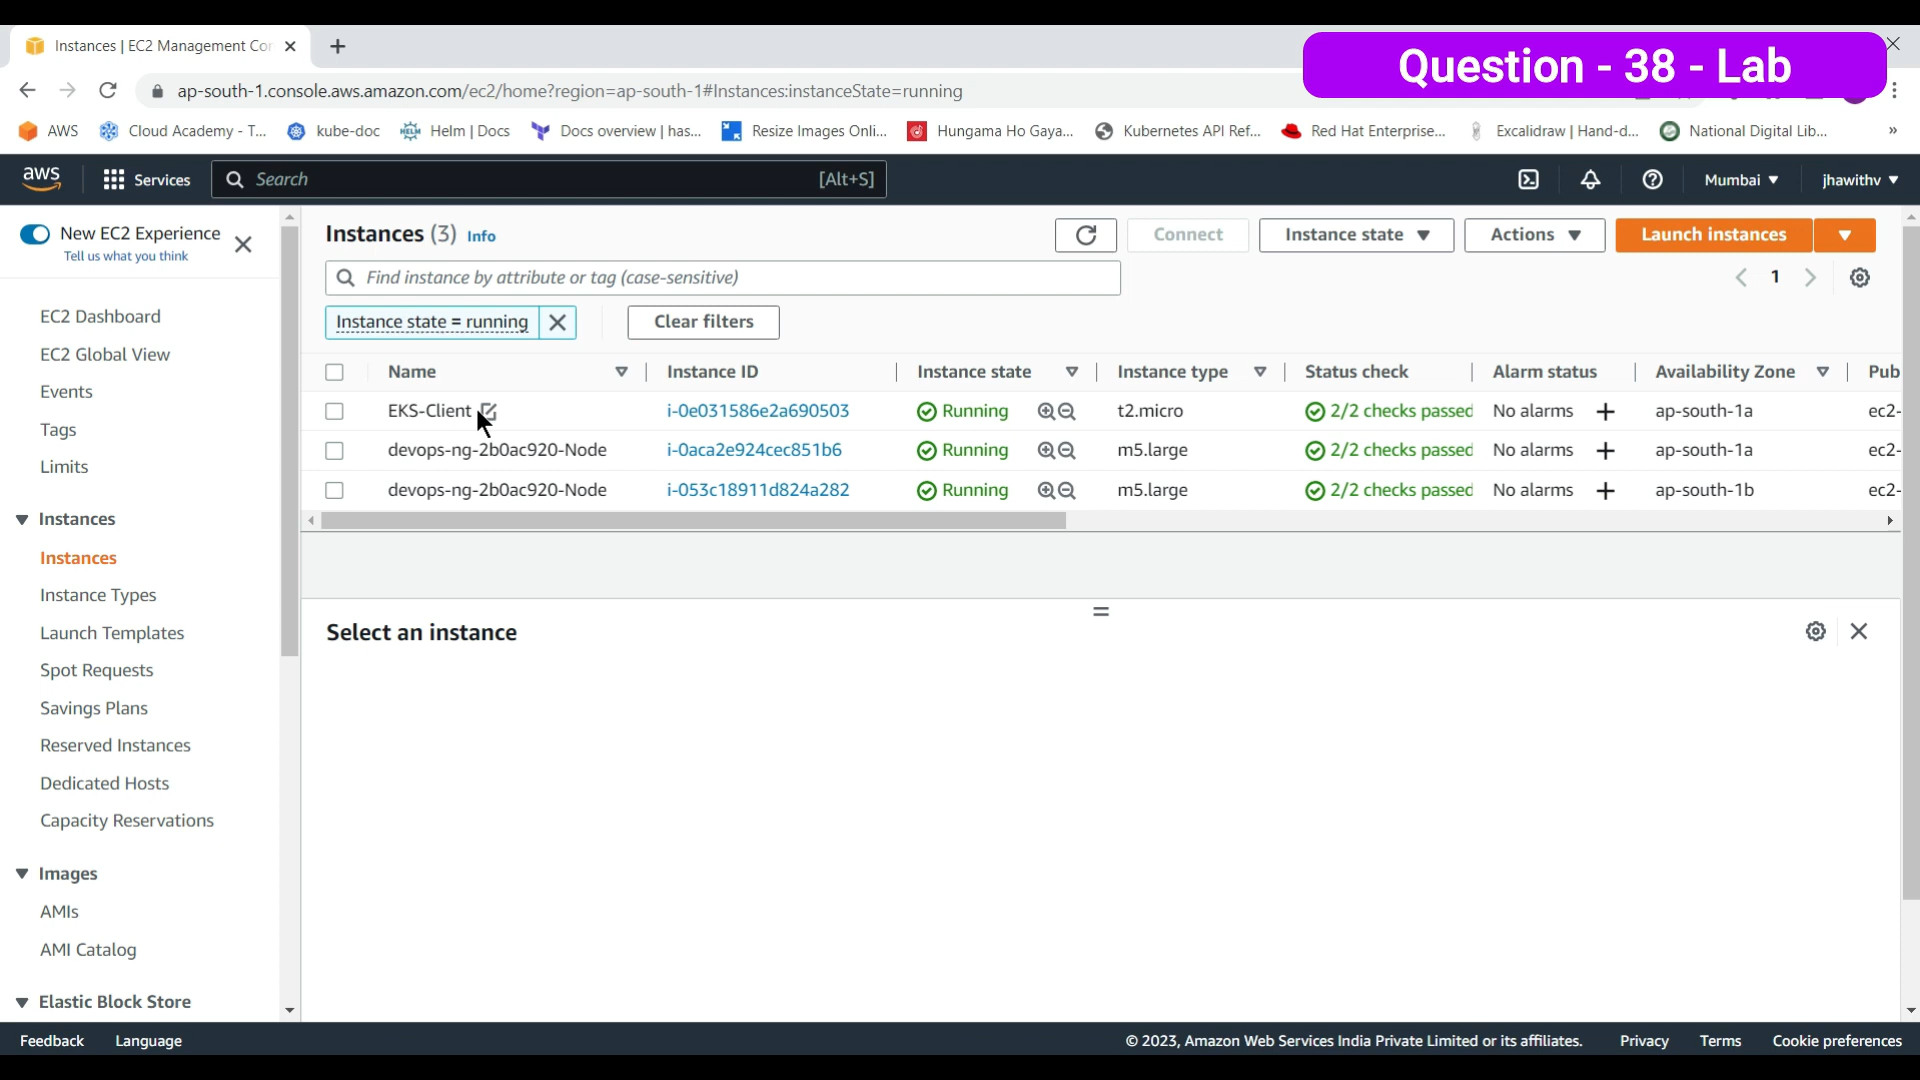 Instances | EC2 Management Con
Question - 38 - Lab
ap-south-1.console.aws.amazon.com/ec2/home?region=ap-south-1#Instances:instanceState=running
AWS Cloud Academy - T... kube-doc Helm | Docs Docs overview | has... Resize Images Onli... Hungama Ho Gaya... Kubernetes API Ref... Red Hat Enterprise... Excalidraw | Hand-d... National Digital Lib... »
aws Services Search [Alt+S] Mumbai jhawithv
New EC2 Experience
Tell us what you think
EC2 Dashboard
EC2 Global View
Events
Tags
Limits
Instances
Instances
Instance Types
Launch Templates
Spot Requests
Savings Plans
Reserved Instances
Dedicated Hosts
Capacity Reservations
Images
AMIs
AMI Catalog
Elastic Block Store
Instances (3) Info Connect Instance state Actions Launch instances
Find instance by attribute or tag (case-sensitive) 1
Instance state = running Clear filters
Name Instance ID Instance state Instance type Status check Alarm status Availability Zone Pub
EKS-Client i-0e031586e2a690503 Running t2.micro 2/2 checks passed No alarms + ap-south-1a ec2-
devops-ng-2b0ac920-Node i-0aca2e924cec851b6 Running m5.large 2/2 checks passed No alarms + ap-south-1a ec2-
devops-ng-2b0ac920-Node i-053c18911d824a282 Running m5.large 2/2 checks passed No alarms + ap-south-1b ec2-
Select an instance
Feedback Language © 2023, Amazon Web Services India Private Limited or its affiliates. Privacy Terms Cookie preferences